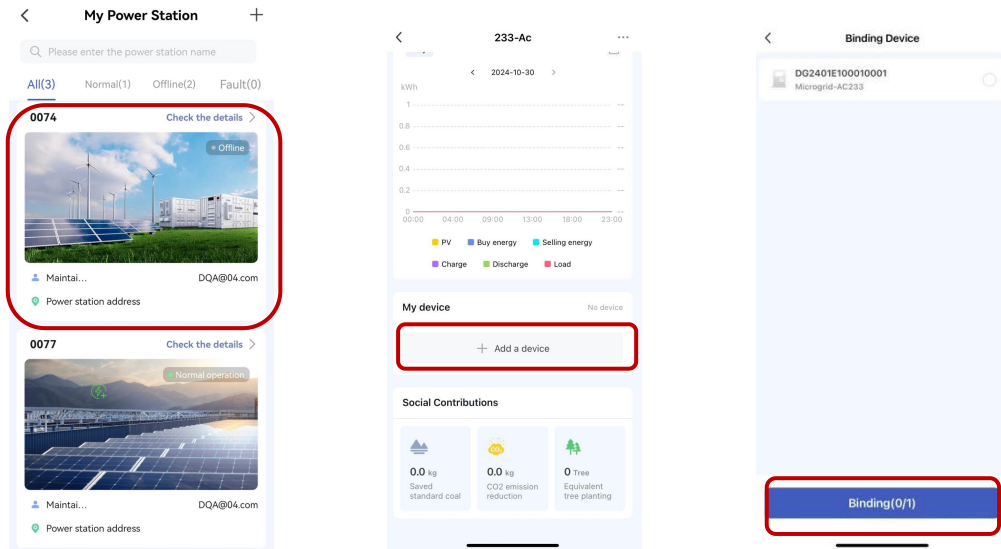 My Power Station
Please enter the power station name
All(3) Normal(1) Offline(2) Fault(0)
0074 Check the details
Offline
Maintai... DQA@04.com
Power station address
0077 Check the details
Normal operation
Maintai... DQA@04.com
Power station address
233-Ac
2024-10-30
kWh
1 --
0.8 --
0.6 --
0.4 --
0.2 --
0 --
00:00 04:00 09:00 13:00 18:00 23:00
PV Buy energy Selling energy
Charge Discharge Load
My device No device
Add a device
Social Contributions
CO₂
0.0 kg 0.0 kg 0 Tree
Saved CO2 emission Equivalent
standard coal reduction tree planting
Binding Device
DG2401E100010001
Microgrid-AC233
Binding(0/1)